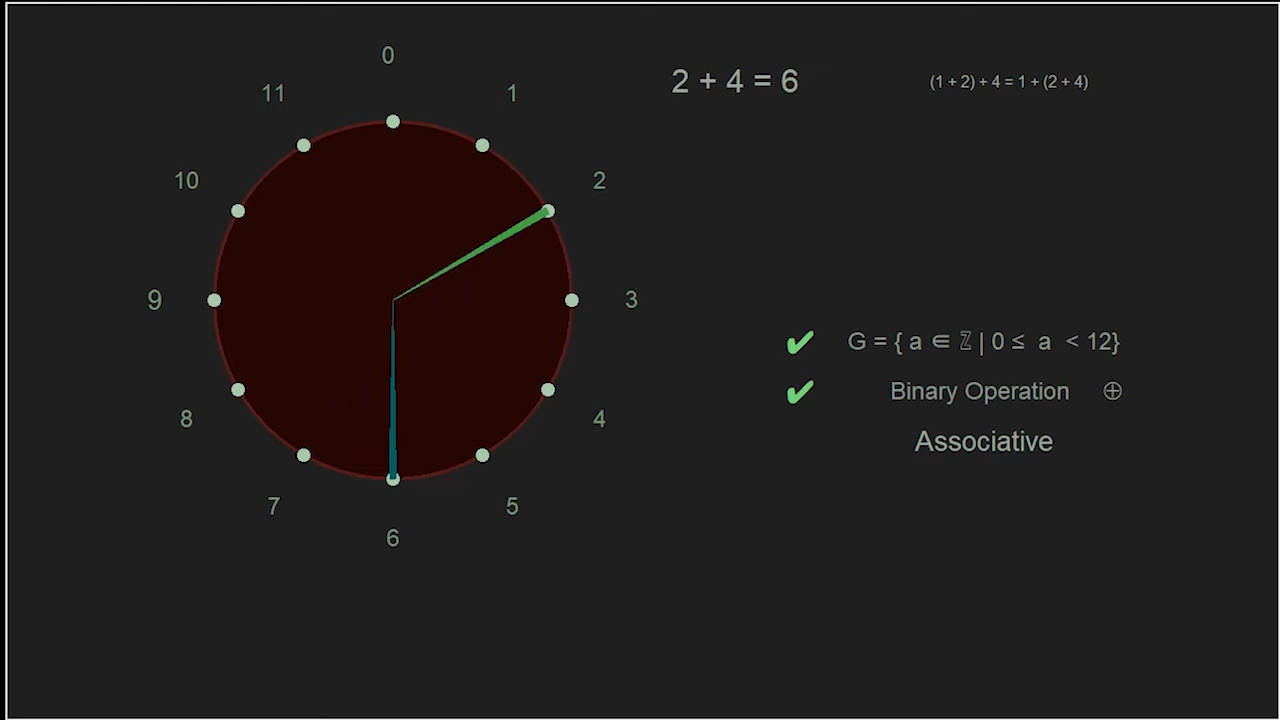 0
11
1
10
2
9
3
8
4
7
5
6
2 + 4 = 6
(1 + 2) + 4 = 1 + (2 + 4)
✔ G = { a ∈ ℤ | 0 ≤ a < 12}
✔ Binary Operation ⊕
Associative